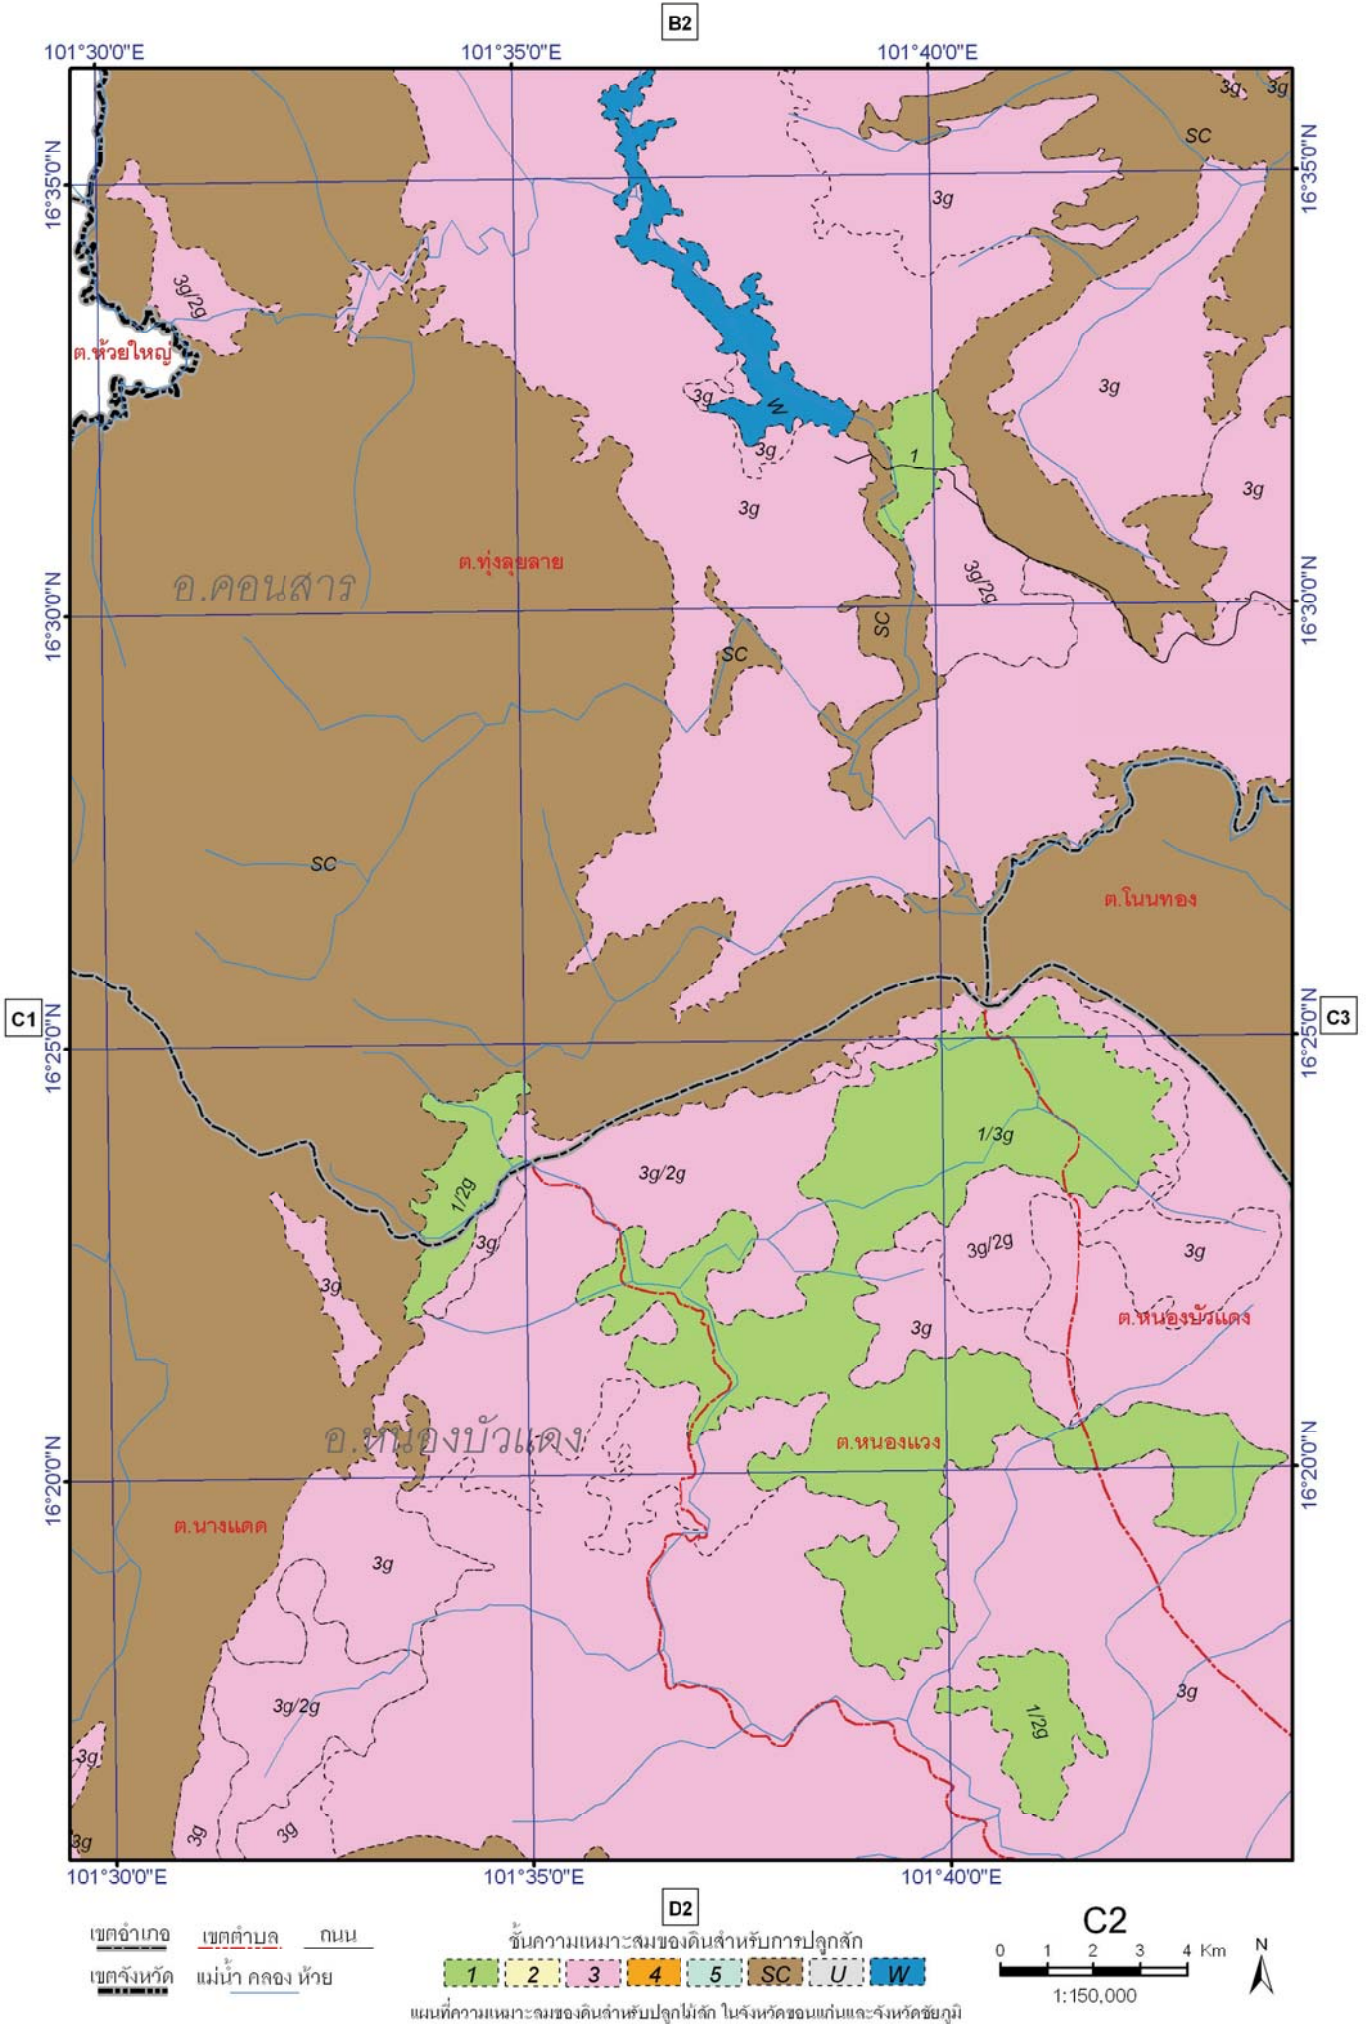 B2
101°30'0"E 101°35'0"E 101°40'0"E
3g 3g
SC
16°35'0"N 16°35'0"N
3g
3g/2g
ต.ห้วยใหญ่
3g
3g
W
3g
1
3g
3g
3g/2g
ต.ทุ่งลุยลาย
อ.คอนสาร
16°30'0"N 16°30'0"N
SC
SC
SC
ต.โนนทอง
C1 C3
16°25'0"N 16°25'0"N
1/3g
3g/2g
1/2g
3g
3g/2g
3g
3g
3g
ต.หนองบัวแดง
อ.หนองบัวแดง
ต.หนองแวง
16°20'0"N 16°20'0"N
ต.นางแดด
3g
3g
3g/2g
1/2g
3g
3g
3g
3g
101°30'0"E 101°35'0"E 101°40'0"E
D2
C2
เขตอำเภอ เขตตำบล ถนน
เขตจังหวัด แม่น้ำ คลอง ห้วย
ชั้นความเหมาะสมของดินสำหรับการปลูกสัก
1 2 3 4 5 SC U W
0 1 2 3 4 Km
N
1:150,000
แผนที่ความเหมาะสมของดินสำหรับปลูกไม้สัก ในจังหวัดขอนแก่นและจังหวัดชัยภูมิ